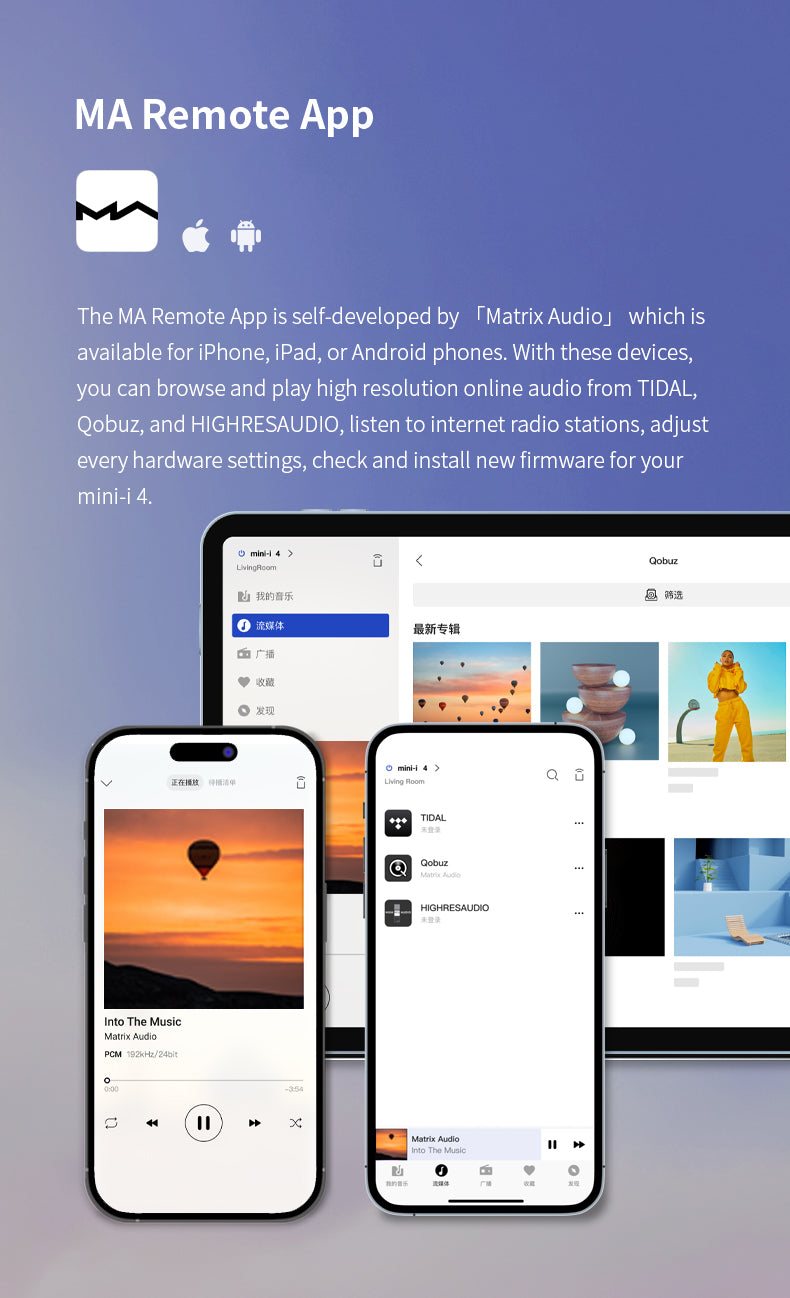 MA Remote App
The MA Remote App is self-developed by 「Matrix Audio」 which is
available for iPhone, iPad, or Android phones. With these devices,
you can browse and play high resolution online audio from TIDAL,
Qobuz, and HIGHRESAUDIO, listen to internet radio stations, adjust
every hardware settings, check and install new firmware for your
mini-i 4.
mini-i 4
LivingRoom
我的音乐
流媒体
广播
收藏
发现
Qobuz
筛选
最新专辑
正在播放 待播清单
Into The Music
Matrix Audio
PCM 192kHz/24bit
0:00 -3:54
mini-i 4
Living Room
TIDAL
未登录
Qobuz
Matrix Audio
HIGHRESAUDIO
未登录
Matrix Audio
Into The Music
我的音乐 流媒体 广播 收藏 发现